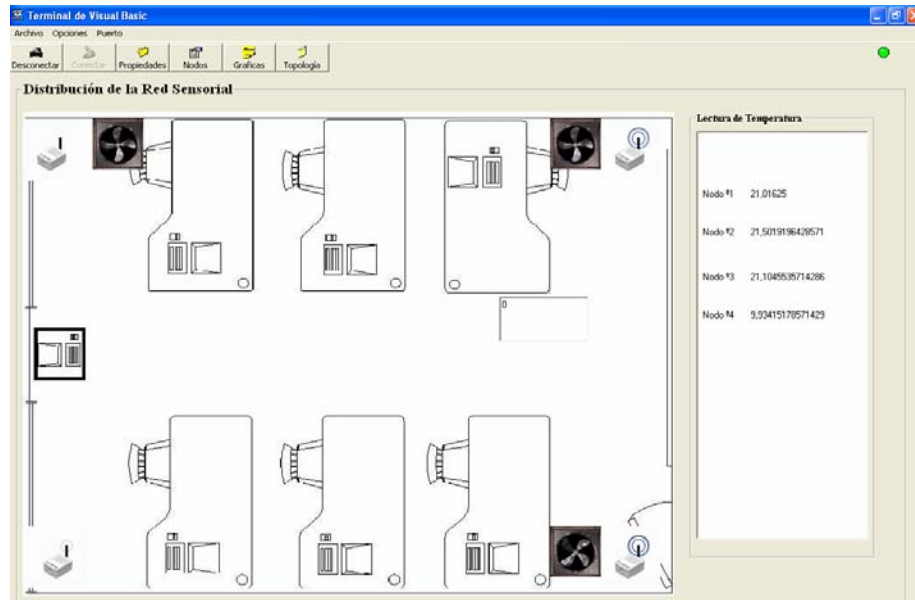 Terminal de Visual Basic
Archivo Opciones Puerto
Desconectar Conectar Propiedades Nodos Graficas Topología
Distribución de la Red Sensorial
Lectura de Temperatura
Nodo #1 21,01625
Nodo #2 21,5019196428571
Nodo #3 21,1045535714286
Nodo #4 9,93415178571429
0